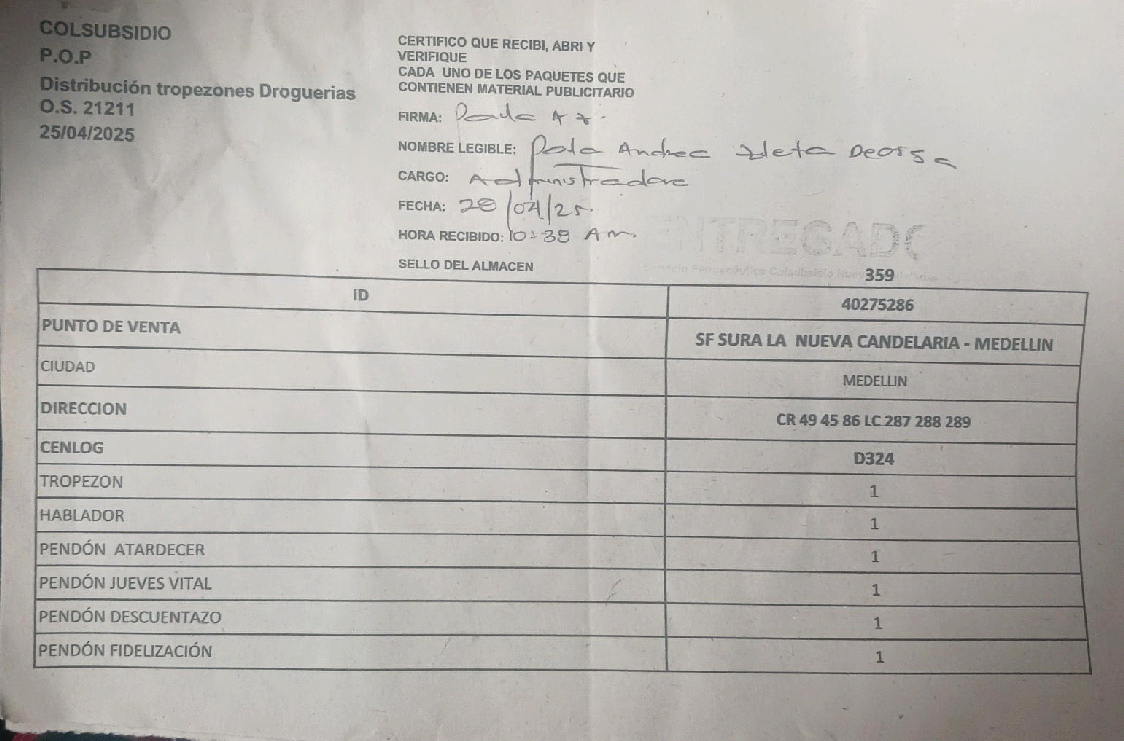 COLSUBSIDIO
P.O.P
Distribución tropezones Droguerias
O.S. 21211
25/04/2025
CERTIFICO QUE RECIBI, ABRI Y
VERIFIQUE
CADA UNO DE LOS PAQUETES QUE
CONTIENEN MATERIAL PUBLICITARIO
FIRMA:
NOMBRE LEGIBLE: Andrea
CARGO: Administradora
FECHA: 28/04/25.
HORA RECIBIDO: 10:38 Am.
SELLO DEL ALMACEN
ENTREGADO
359
ID 40275286
PUNTO DE VENTA SF SURA LA NUEVA CANDELARIA - MEDELLIN
CIUDAD MEDELLIN
DIRECCION CR 49 45 86 LC 287 288 289
CENLOG D324
TROPEZON 1
HABLADOR 1
PENDÓN ATARDECER 1
PENDÓN JUEVES VITAL 1
PENDÓN DESCUENTAZO 1
PENDÓN FIDELIZACIÓN 1